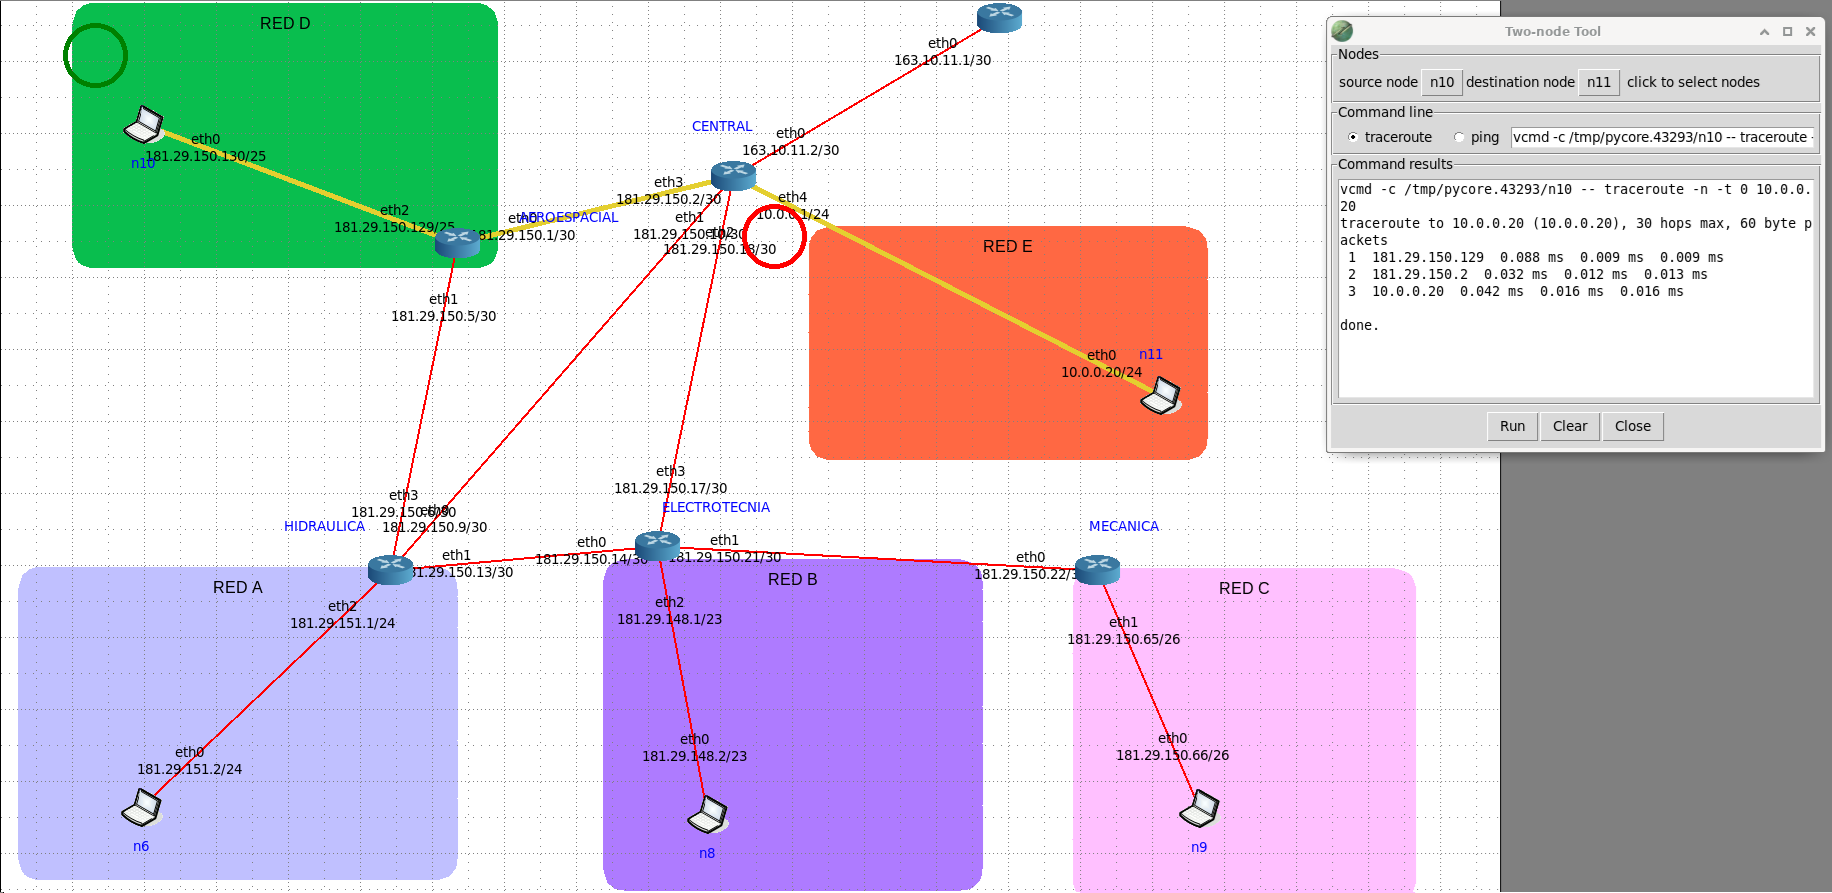 RED D
eth0
163.10.11.1/30
CENTRAL
eth0
163.10.11.2/30
eth0
181.29.150.130/25
n10
eth3
181.29.150.2/30
eth4
10.0.0.1/24
eth2
181.29.150.129/25
eth0
181.29.150.1/30
AEROESPACIAL
eth1
eth2
181.29.150.18/30
RED E
eth1
181.29.150.5/30
eth0
10.0.0.20/24
n11
eth3
181.29.150.17/30
ELECTROTECNIA
eth3
181.29.150.6/30
eth0
181.29.150.9/30
HIDRAULICA
MECANICA
eth1
181.29.150.13/30
eth0
181.29.150.14/30
eth1
181.29.150.21/30
eth0
181.29.150.22/3
RED A
RED B
RED C
eth2
181.29.151.1/24
eth2
181.29.148.1/23
eth1
181.29.150.65/26
eth0
181.29.151.2/24
eth0
181.29.148.2/23
eth0
181.29.150.66/26
n6
n8
n9
Two-node Tool
Nodes
source node n10 destination node n11 click to select nodes
Command line
traceroute ping vcmd -c /tmp/pycore.43293/n10 -- traceroute -
Command results
vcmd -c /tmp/pycore.43293/n10 -- traceroute -n -t 0 10.0.0.
20
traceroute to 10.0.0.20 (10.0.0.20), 30 hops max, 60 byte p
ackets
1 181.29.150.129 0.088 ms 0.009 ms 0.009 ms
2 181.29.150.2 0.032 ms 0.012 ms 0.013 ms
3 10.0.0.20 0.042 ms 0.016 ms 0.016 ms
done.
Run Clear Close